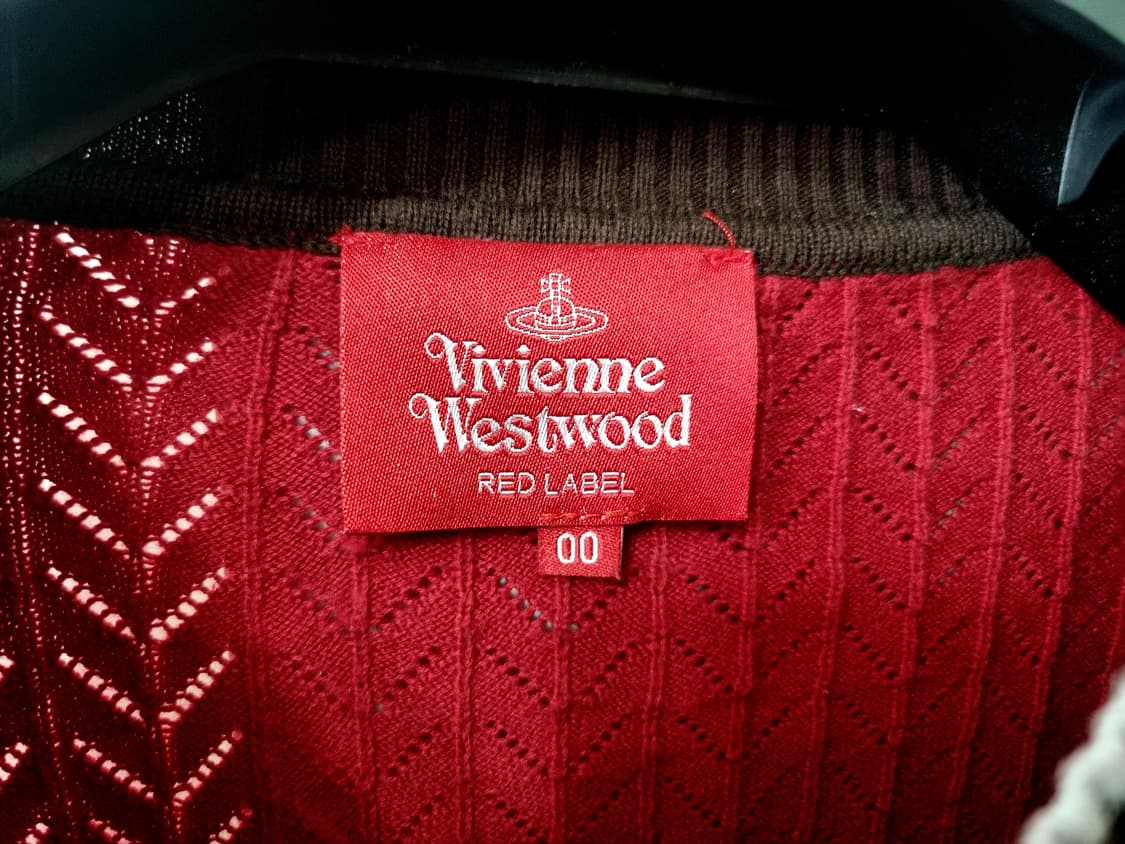 Vivienne
Westwood
RED LABEL
00